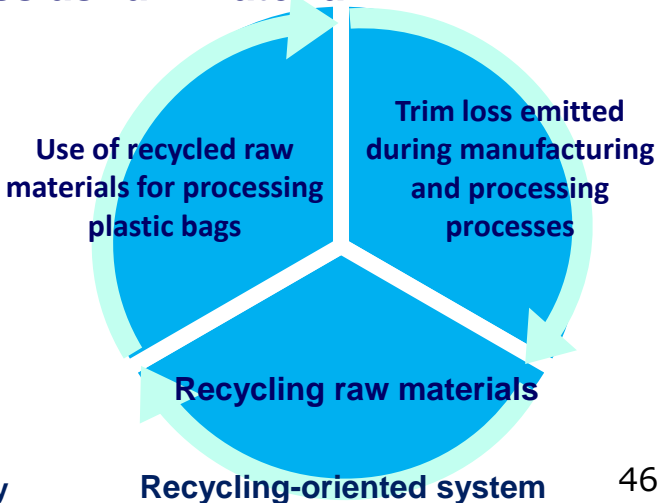 Trim loss emitted
during manufacturing
and processing
processes
Use of recycled raw
materials for processing
plastic bags
Recycling raw materials
Recycling-oriented system
46